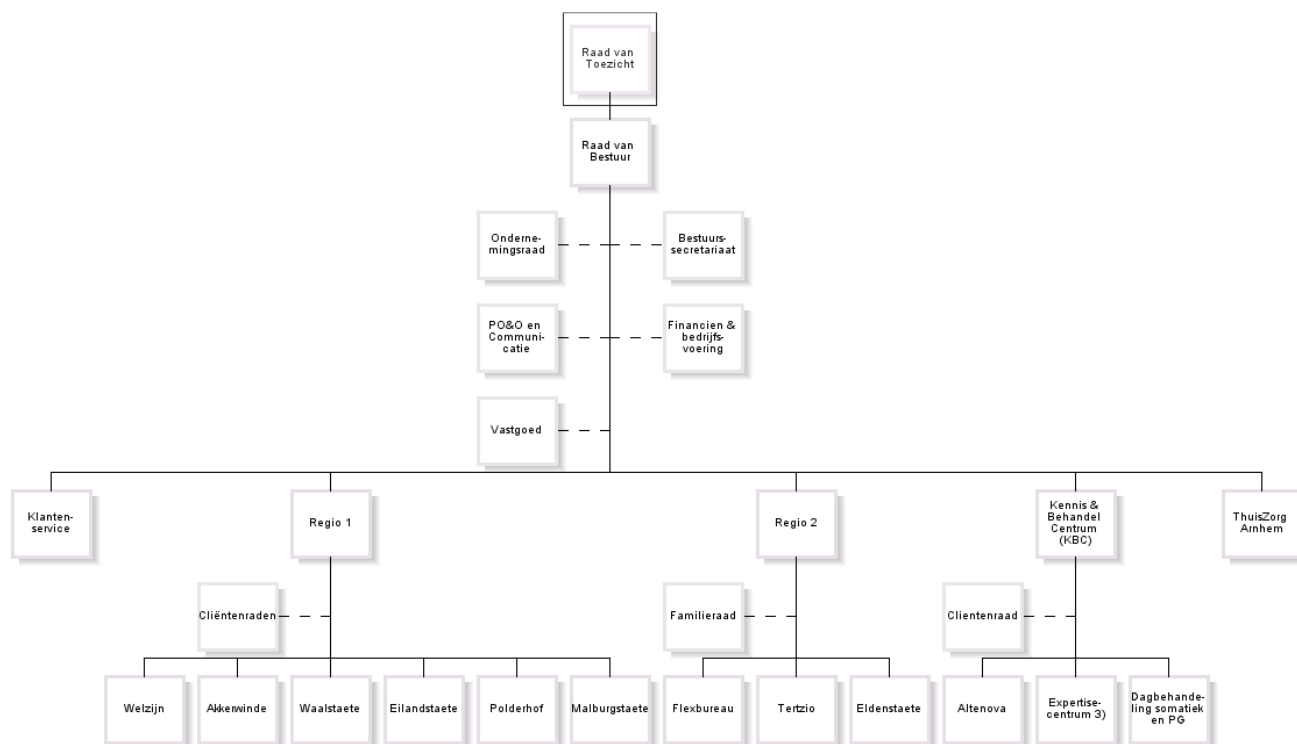 Raad van
Toezicht
Raad van
Bestuur
Onderne-
mingsraad
Bestuurs-
secretariaat
PO&O en
Communi-
catie
Financien &
bedrijfs-
voering
Vastgoed
Klanten-
service
Regio 1
Regio 2
Kennis &
Behandel
Centrum
(KBC)
ThuisZorg
Arnhem
Cliëntenraden
Familieraad
Clientenraad
Welzijn
Akkerwinde
Waalstaete
Eilandstaete
Polderhof
Malburgstaete
Flexbureau
Tertzio
Eldenstaete
Altenova
Expertise-
centrum 3)
Dagbehande-
ling somatiek
en PG